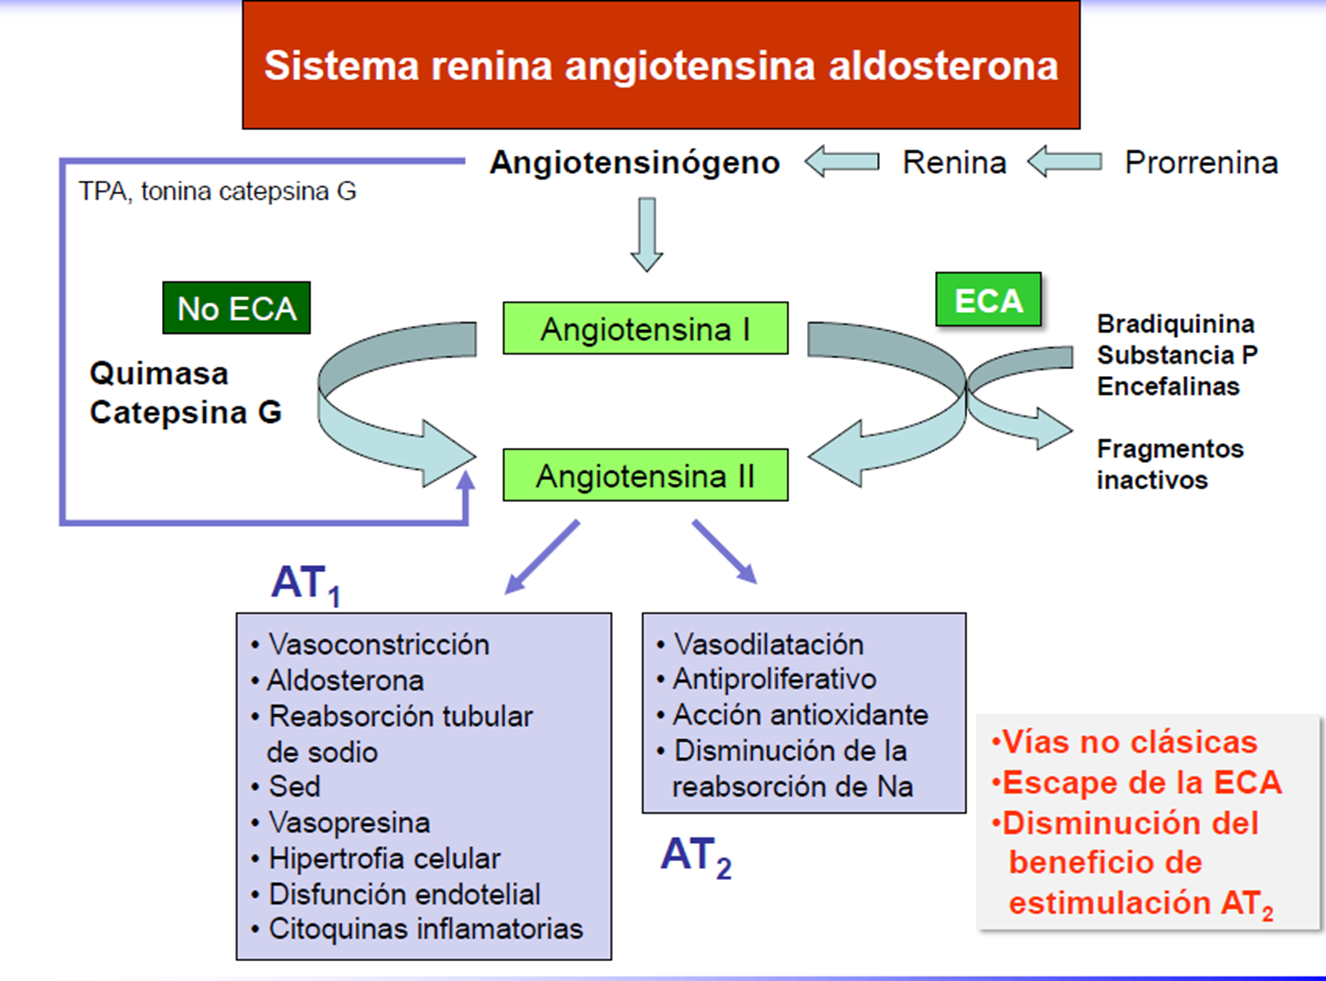 Sistema renina angiotensina aldosterona
Angiotensinógeno
Renina
Prorrenina
TPA, tonina catepsina G
No ECA
Quimasa
Catepsina G
Angiotensina I
ECA
Bradiquinina
Substancia P
Encefalinas
Fragmentos
inactivos
Angiotensina II
AT₁
• Vasoconstricción
• Aldosterona
• Reabsorción tubular
de sodio
• Sed
• Vasopresina
• Hipertrofia celular
• Disfunción endotelial
• Citoquinas inflamatorias
• Vasodilatación
• Antiproliferativo
• Acción antioxidante
• Disminución de la
reabsorción de Na
AT₂
•Vías no clásicas
•Escape de la ECA
•Disminución del
beneficio de
estimulación AT₂